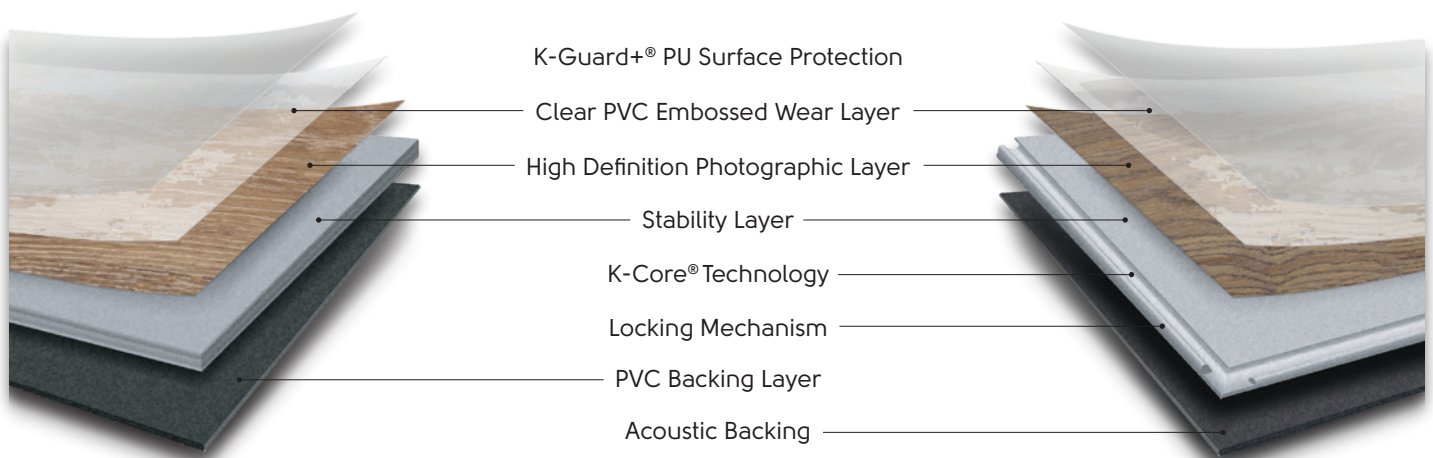 K-Guard+® PU Surface Protection
Clear PVC Embossed Wear Layer
High Definition Photographic Layer
Stability Layer
K-Core® Technology
Locking Mechanism
PVC Backing Layer
Acoustic Backing